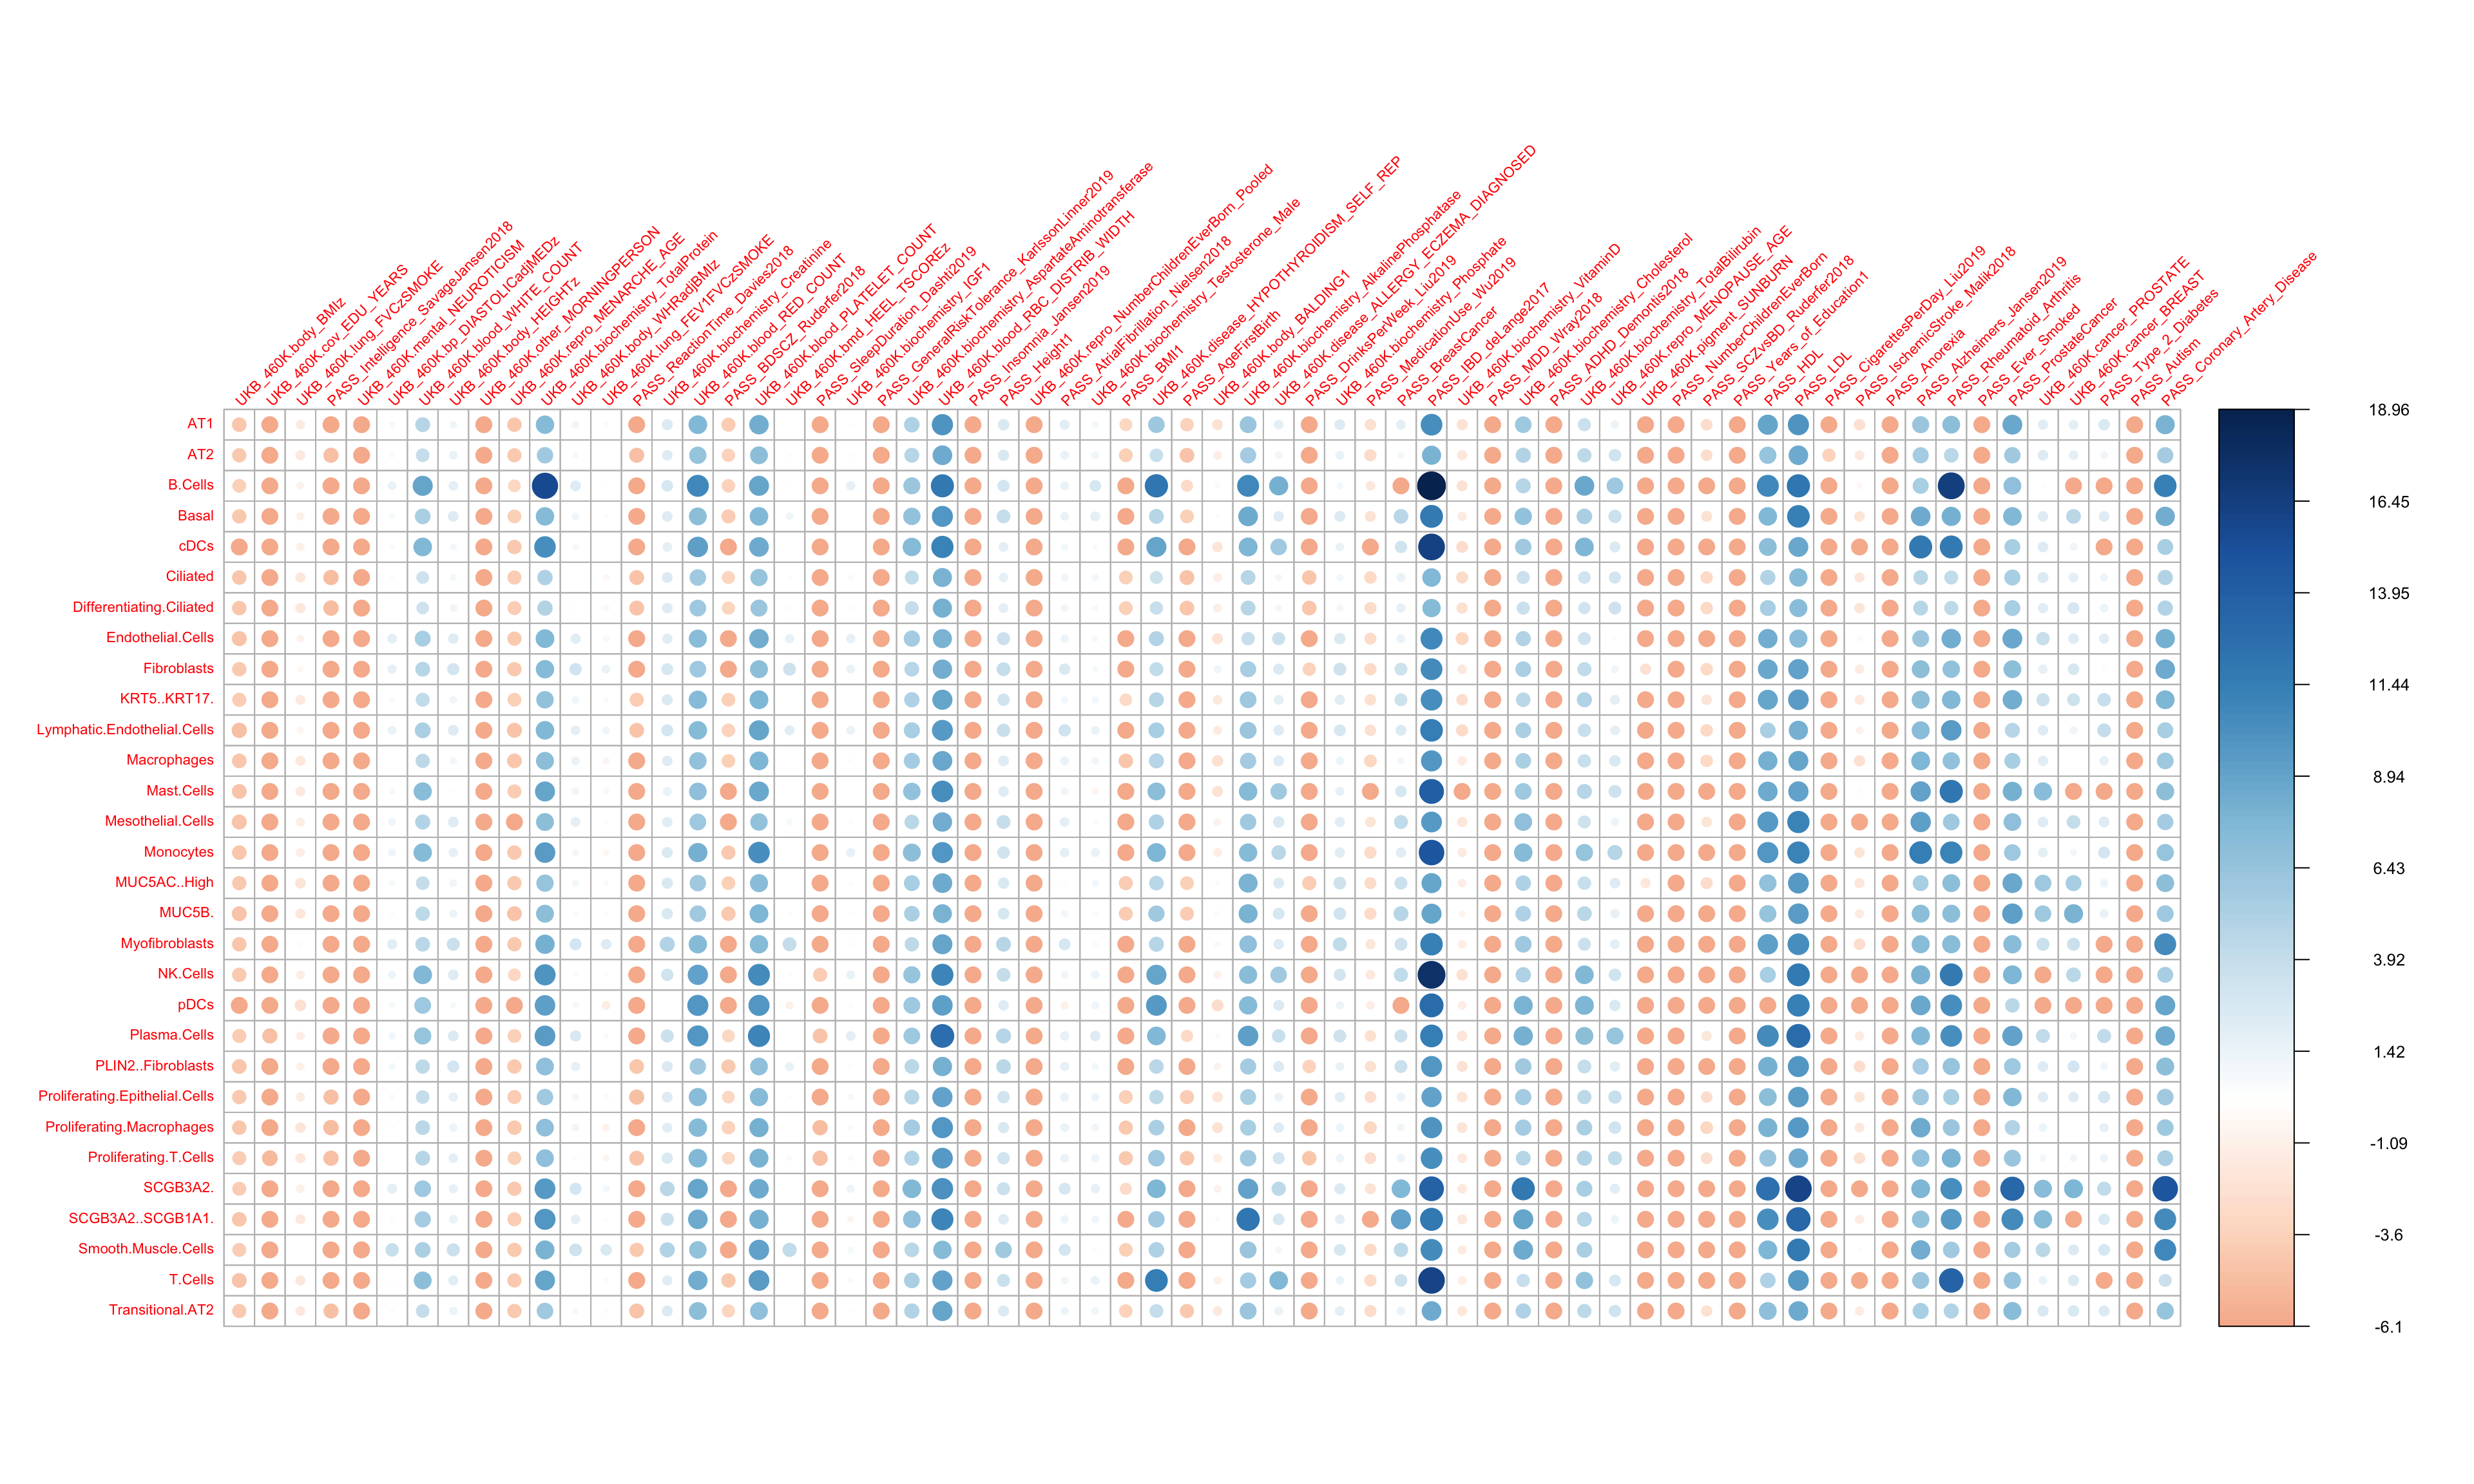 UKB_460K.body_BMIz
UKB_460K.cov_EDU_YEARS
UKB_460K.lung_FVCzSMOKE
PASS_Intelligence_SavageJansen2018
UKB_460K.mental_NEUROTICISM
UKB_460K.bp_DIASTOLICadjMEDz
UKB_460K.blood_WHITE_COUNT
UKB_460K.body_HEIGHTz
UKB_460K.other_MORNINGPERSON
UKB_460K.repro_MENARCHE_AGE
UKB_460K.biochemistry_TotalProtein
UKB_460K.body_WHRadjBMIz
UKB_460K.lung_FEV1FVCzSMOKE
PASS_ReactionTime_Davies2018
UKB_460K.biochemistry_Creatinine
UKB_460K.blood_RED_COUNT
PASS_BDSCZ_Ruderfer2018
UKB_460K.blood_PLATELET_COUNT
UKB_460K.bmd_HEEL_TSCOREz
PASS_SleepDuration_Dashti2019
UKB_460K.biochemistry_IGF1
PASS_GeneralRiskTolerance_KarlssonLinner2019
UKB_460K.biochemistry_AspartateAminotransferase
UKB_460K.blood_RBC_DISTRIB_WIDTH
PASS_Insomnia_Jansen2019
PASS_Height1
UKB_460K.repro_NumberChildrenEverBorn_Pooled
PASS_AtrialFibrillation_Nielsen2018
UKB_460K.biochemistry_Testosterone_Male
PASS_BMI1
UKB_460K.disease_HYPOTHYROIDISM_SELF_REP
PASS_AgeFirstBirth
UKB_460K.body_BALDING1
UKB_460K.biochemistry_AlkalinePhosphatase
UKB_460K.disease_ALLERGY_ECZEMA_DIAGNOSED
PASS_DrinksPerWeek_Liu2019
UKB_460K.biochemistry_Phosphate
PASS_MedicationUse_Wu2019
PASS_BreastCancer
PASS_IBD_deLange2017
UKB_460K.biochemistry_VitaminD
PASS_MDD_Wray2018
UKB_460K.biochemistry_Cholesterol
PASS_ADHD_Demontis2018
UKB_460K.biochemistry_TotalBilirubin
UKB_460K.repro_MENOPAUSE_AGE
UKB_460K.pigment_SUNBURN
PASS_NumberChildrenEverBorn
PASS_SCZvsBD_Ruderfer2018
PASS_Years_of_Education1
PASS_HDL
PASS_LDL
PASS_CigarettesPerDay_Liu2019
PASS_IschemicStroke_Malik2018
PASS_Anorexia
PASS_Alzheimers_Jansen2019
PASS_Rheumatoid_Arthritis
PASS_Ever_Smoked
PASS_ProstateCancer
UKB_460K.cancer_PROSTATE
UKB_460K.cancer_BREAST
PASS_Type_2_Diabetes
PASS_Autism
PASS_Coronary_Artery_Disease
AT1
AT2
B.Cells
Basal
cDCs
Ciliated
Differentiating.Ciliated
Endothelial.Cells
Fibroblasts
KRT5..KRT17.
Lymphatic.Endothelial.Cells
Macrophages
Mast.Cells
Mesothelial.Cells
Monocytes
MUC5AC..High
MUC5B.
Myofibroblasts
NK.Cells
pDCs
Plasma.Cells
PLIN2..Fibroblasts
Proliferating.Epithelial.Cells
Proliferating.Macrophages
Proliferating.T.Cells
SCGB3A2.
SCGB3A2..SCGB1A1.
Smooth.Muscle.Cells
T.Cells
Transitional.AT2
18.96
16.45
13.95
11.44
8.94
6.43
3.92
1.42
-1.09
-3.6
-6.1